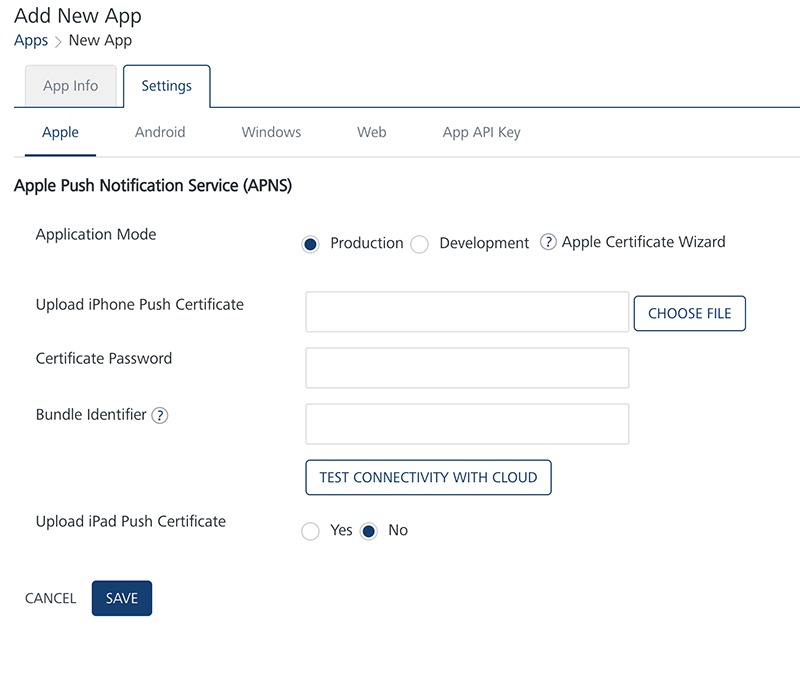 Add New App
Apps > New App
App Info Settings
Apple Android Windows Web App API Key
Apple Push Notification Service (APNS)
Application Mode Production Development ? Apple Certificate Wizard
Upload iPhone Push Certificate CHOOSE FILE
Certificate Password
Bundle Identifier ?
TEST CONNECTIVITY WITH CLOUD
Upload iPad Push Certificate Yes No
CANCEL SAVE